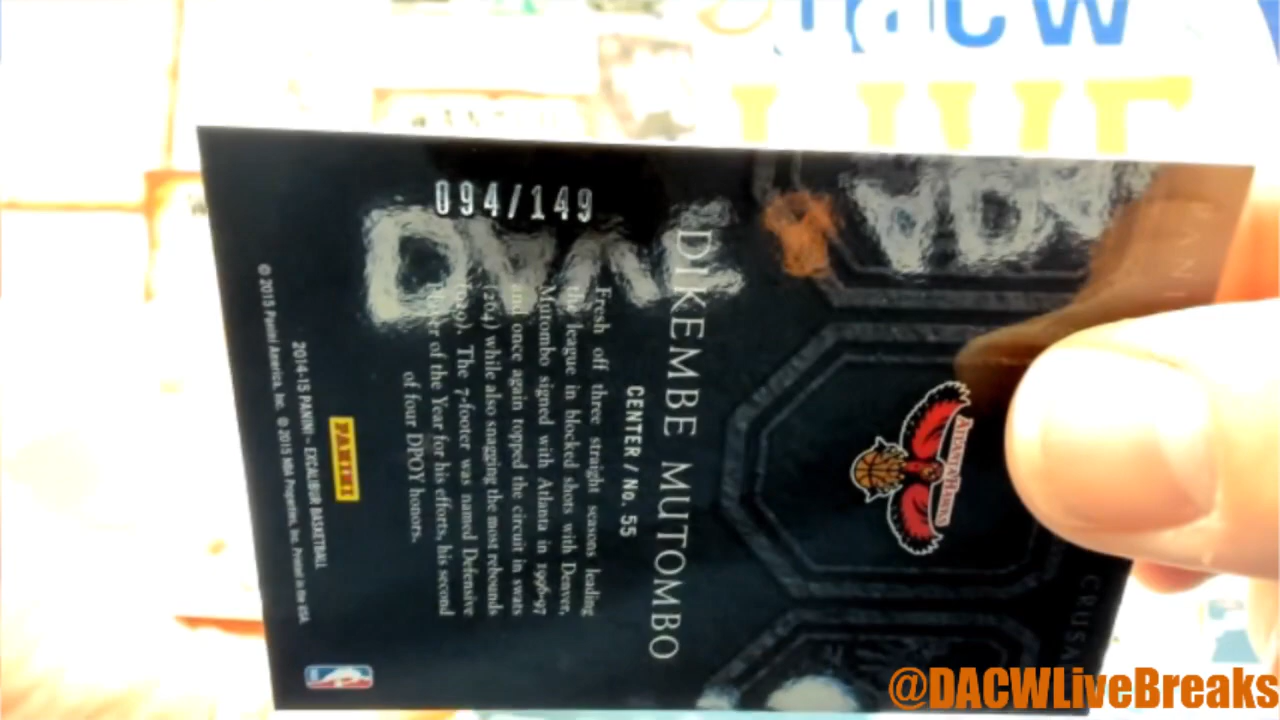 DACW
LIVE
094/149
CRUSA
ATLANTA HAWKS
DIKEMBE MUTOMBO
CENTER / No. 55
Fresh off three straight seasons leading
the league in blocked shots with Denver,
Mutombo signed with Atlanta in 1996-97
and once again topped the circuit in swats
(264) while also snagging the most rebounds
The 7-footer was named Defensive
Player of the Year for his efforts, his second
of four DPOY honors.
PANINI
2014-15 PANINI – EXCALIBUR BASKETBALL
© 2015 Panini America, Inc. © 2015 NBA Properties, Inc. Printed in the USA.
@DACWLiveBreaks